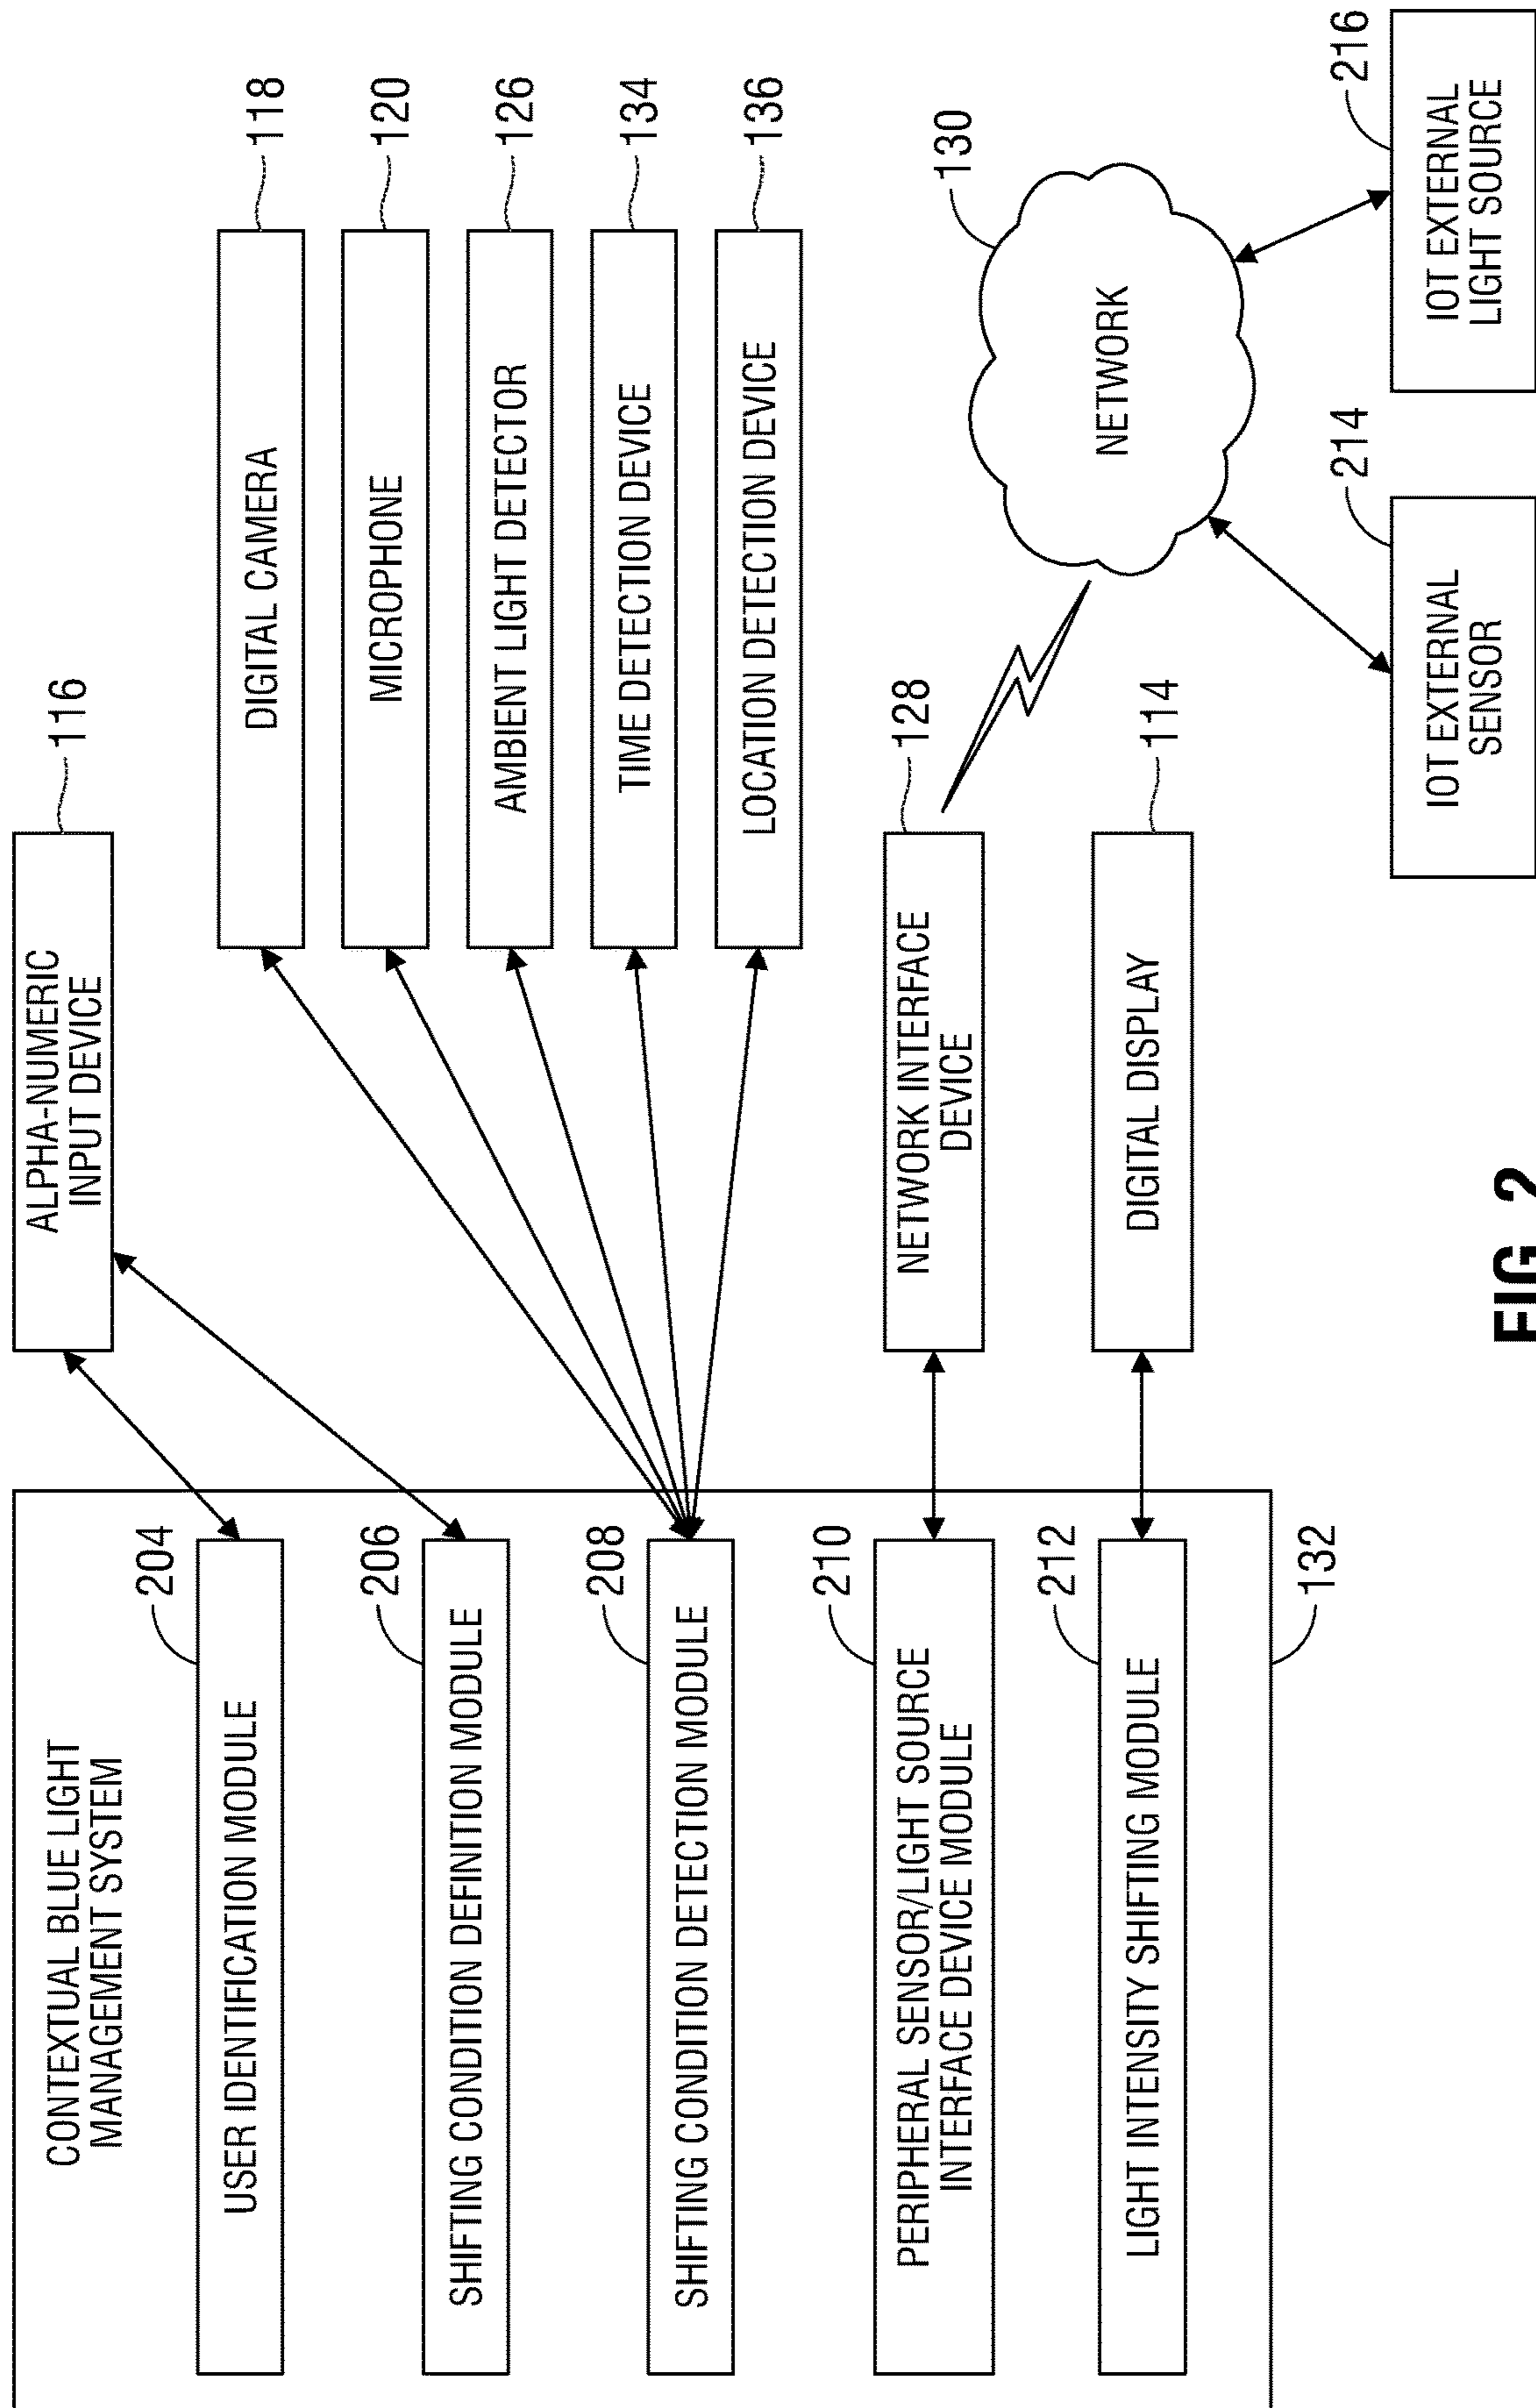 CONTEXTUAL BLUE LIGHT
MANAGEMENT SYSTEM
204
USER IDENTIFICATION MODULE
206
SHIFTING CONDITION DEFINITION MODULE
208
SHIFTING CONDITION DETECTION MODULE
210
PERIPHERAL SENSOR/LIGHT SOURCE
INTERFACE DEVICE MODULE
212
LIGHT INTENSITY SHIFTING MODULE
132
ALPHA-NUMERIC
INPUT DEVICE
116
DIGITAL CAMERA
118
MICROPHONE
120
AMBIENT LIGHT DETECTOR
126
TIME DETECTION DEVICE
134
LOCATION DETECTION DEVICE
136
NETWORK INTERFACE
DEVICE
128
DIGITAL DISPLAY
114
NETWORK
130
IOT EXTERNAL
SENSOR
214
IOT EXTERNAL
LIGHT SOURCE
216
FIG. 2